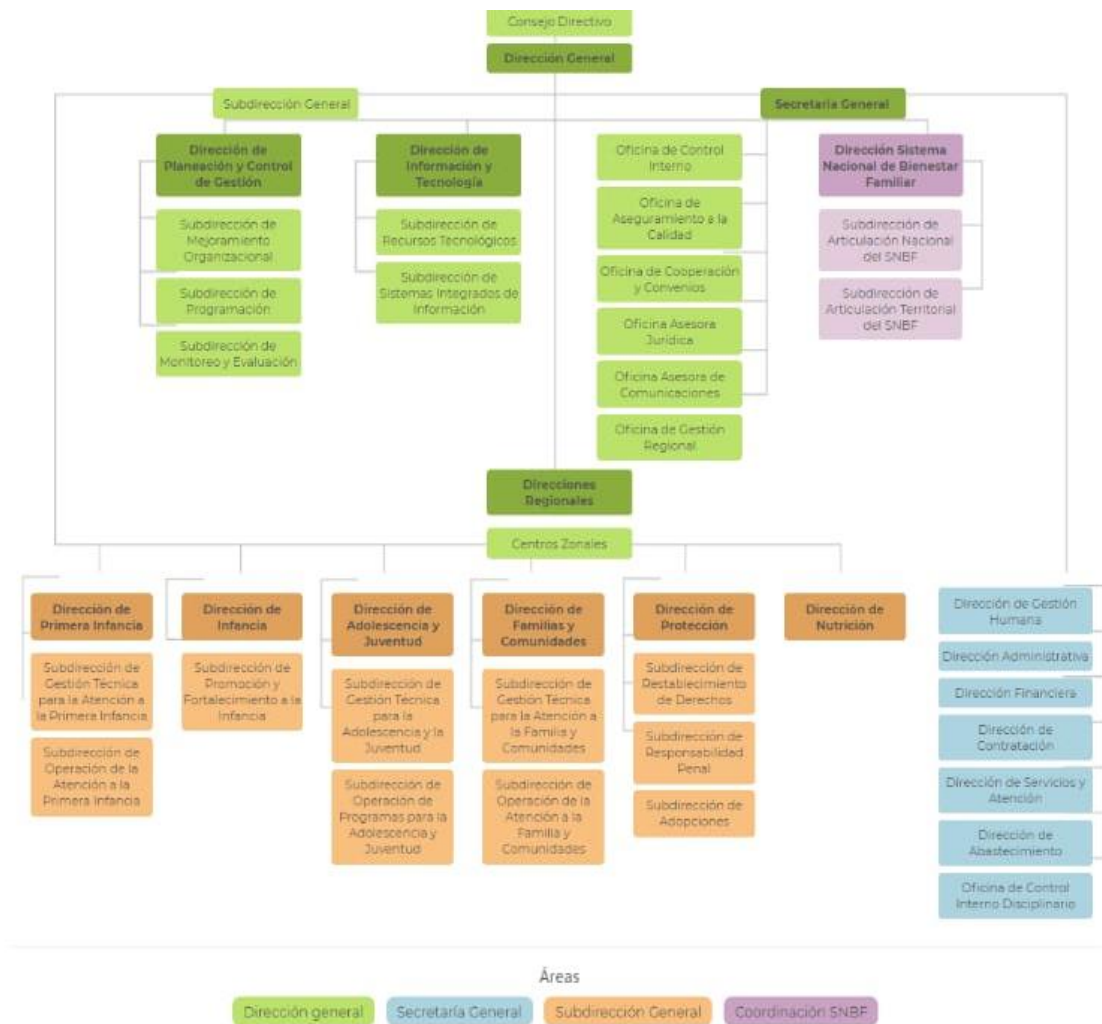 Consejo Directivo
Dirección General
Subdirección General
Secretaría General
Dirección de
Planeación y Control
de Gestión
Subdirección de
Mejoramiento
Organizacional
Subdirección de
Programación
Subdirección de
Monitoreo y Evaluación
Dirección de
Información y
Tecnología
Subdirección de
Recursos Tecnológicos
Subdirección de
Sistemas Integrados de
Información
Oficina de Control
Interno
Oficina de
Aseguramiento a la
Calidad
Oficina de Cooperación
y Convenios
Oficina Asesora
Jurídica
Oficina Asesora de
Comunicaciones
Oficina de Gestión
Regional
Dirección Sistema
Nacional de Bienestar
Familiar
Subdirección de
Articulación Nacional
del SNBF
Subdirección de
Articulación Territorial
del SNBF
Direcciones
Regionales
Centros Zonales
Dirección de
Primera Infancia
Subdirección de
Gestión Técnica
para la Atención a
la Primera Infancia
Subdirección de
Operación de la
Atención a la
Primera Infancia
Dirección de
Infancia
Subdirección de
Promoción y
Fortalecimiento a la
Infancia
Dirección de
Adolescencia y
Juventud
Subdirección de
Gestión Técnica
para la
Adolescencia y la
Juventud
Subdirección de
Operación de
Programas para la
Adolescencia y
Juventud
Dirección de
Familias y
Comunidades
Subdirección de
Gestión Técnica
para la Atención a
la Familia y
Comunidades
Subdirección de
Operación de la
Atención a la
Familia y
Comunidades
Dirección de
Protección
Subdirección de
Restablecimiento
de Derechos
Subdirección de
Responsabilidad
Penal
Subdirección de
Adopciones
Dirección de
Nutrición
Dirección de Gestión
Humana
Dirección Administrativa
Dirección Financiera
Dirección de
Contratación
Dirección de Servicios y
Atención
Dirección de
Abastecimiento
Oficina de Control
Interno Disciplinario
Áreas
Dirección general
Secretaría General
Subdirección General
Coordinación SNBF